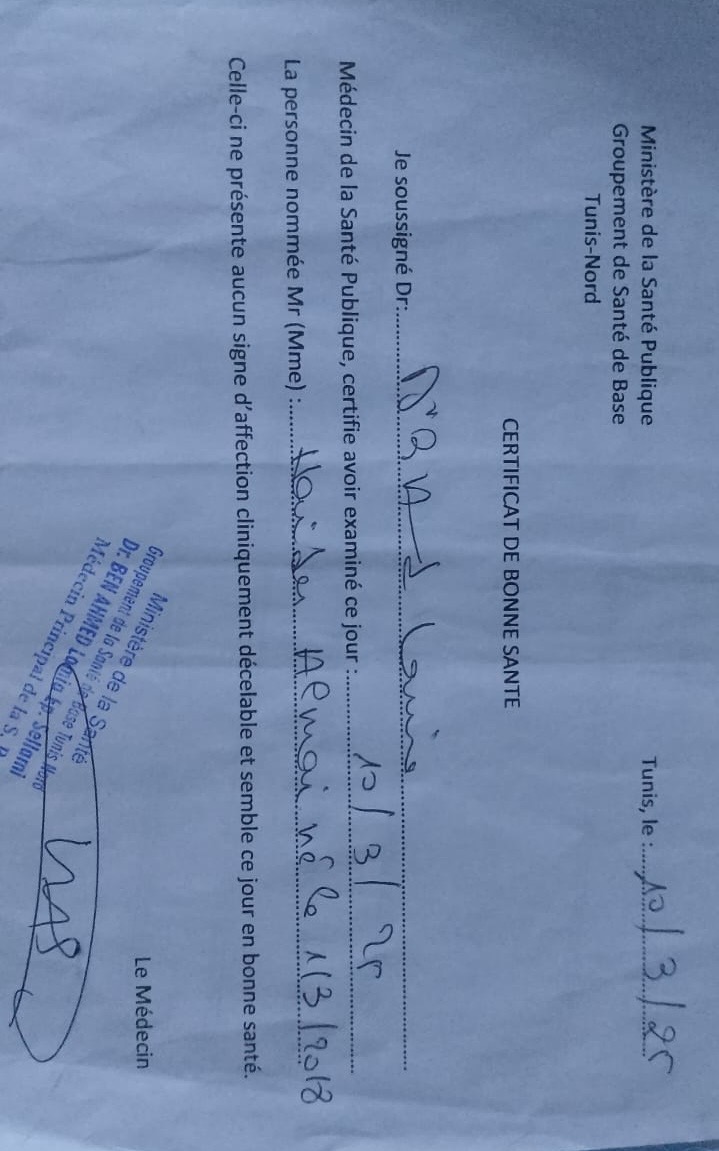 Ministère de la Santé Publique
Groupement de Santé de Base
Tunis-Nord
Tunis, le : 10/3/25
CERTIFICAT DE BONNE SANTE
Je soussigné Dr:
Médecin de la Santé Publique, certifie avoir examiné ce jour : 10/3/25
La personne nommée Mr (Mme) : né le 1/3/2018
Celle-ci ne présente aucun signe d'affection cliniquement décelable et semble ce jour en bonne santé.
Le Médecin
Ministère de la Santé
Groupement de la Santé de Base Tunis Nord
Dr. BEN AHMED Lamia Ep. Sellami
Médecin Principal de la S. P